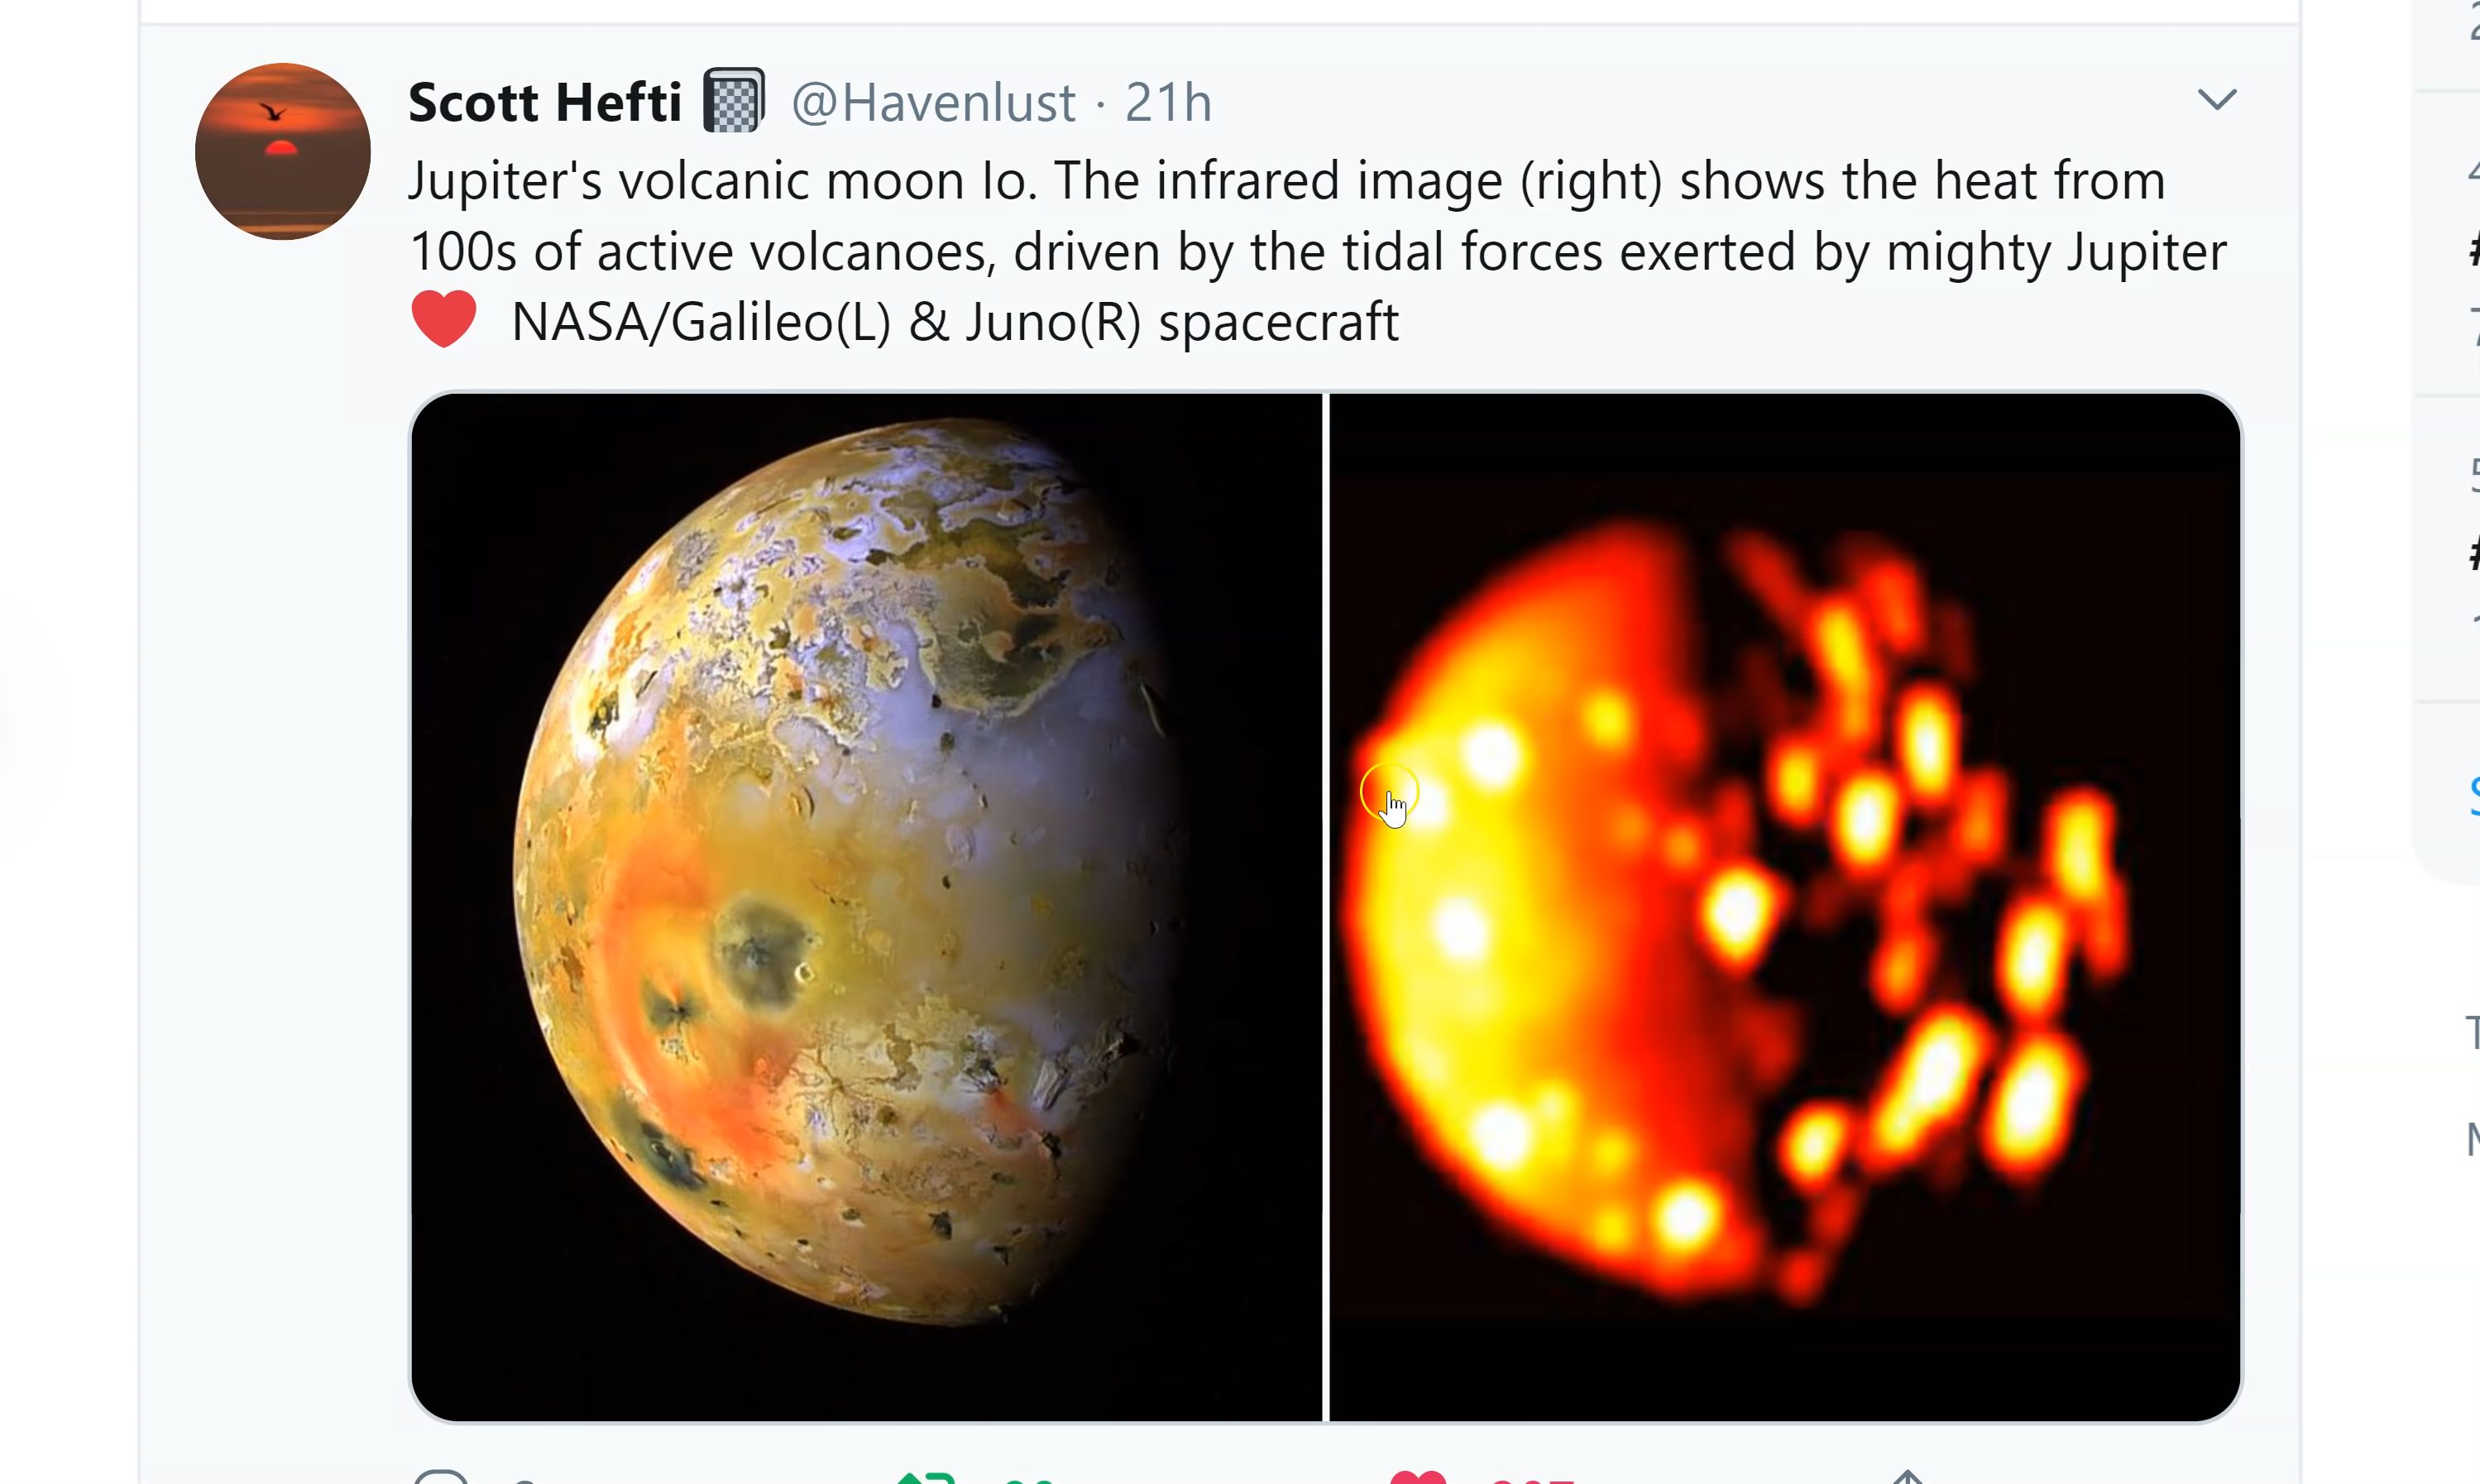 Scott Hefti @Havenlust · 21h
Jupiter's volcanic moon Io. The infrared image (right) shows the heat from
100s of active volcanoes, driven by the tidal forces exerted by mighty Jupiter
❤️ NASA/Galileo(L) & Juno(R) spacecraft